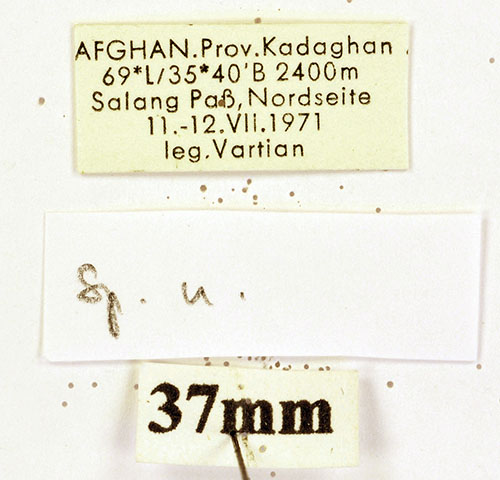 AFGHAN.Prov.Kadaghan
69*L/35*40'B 2400m
Salang Paß, Nordseite
11.-12.VII.1971
leg.Vartian
Sp. n.
37mm